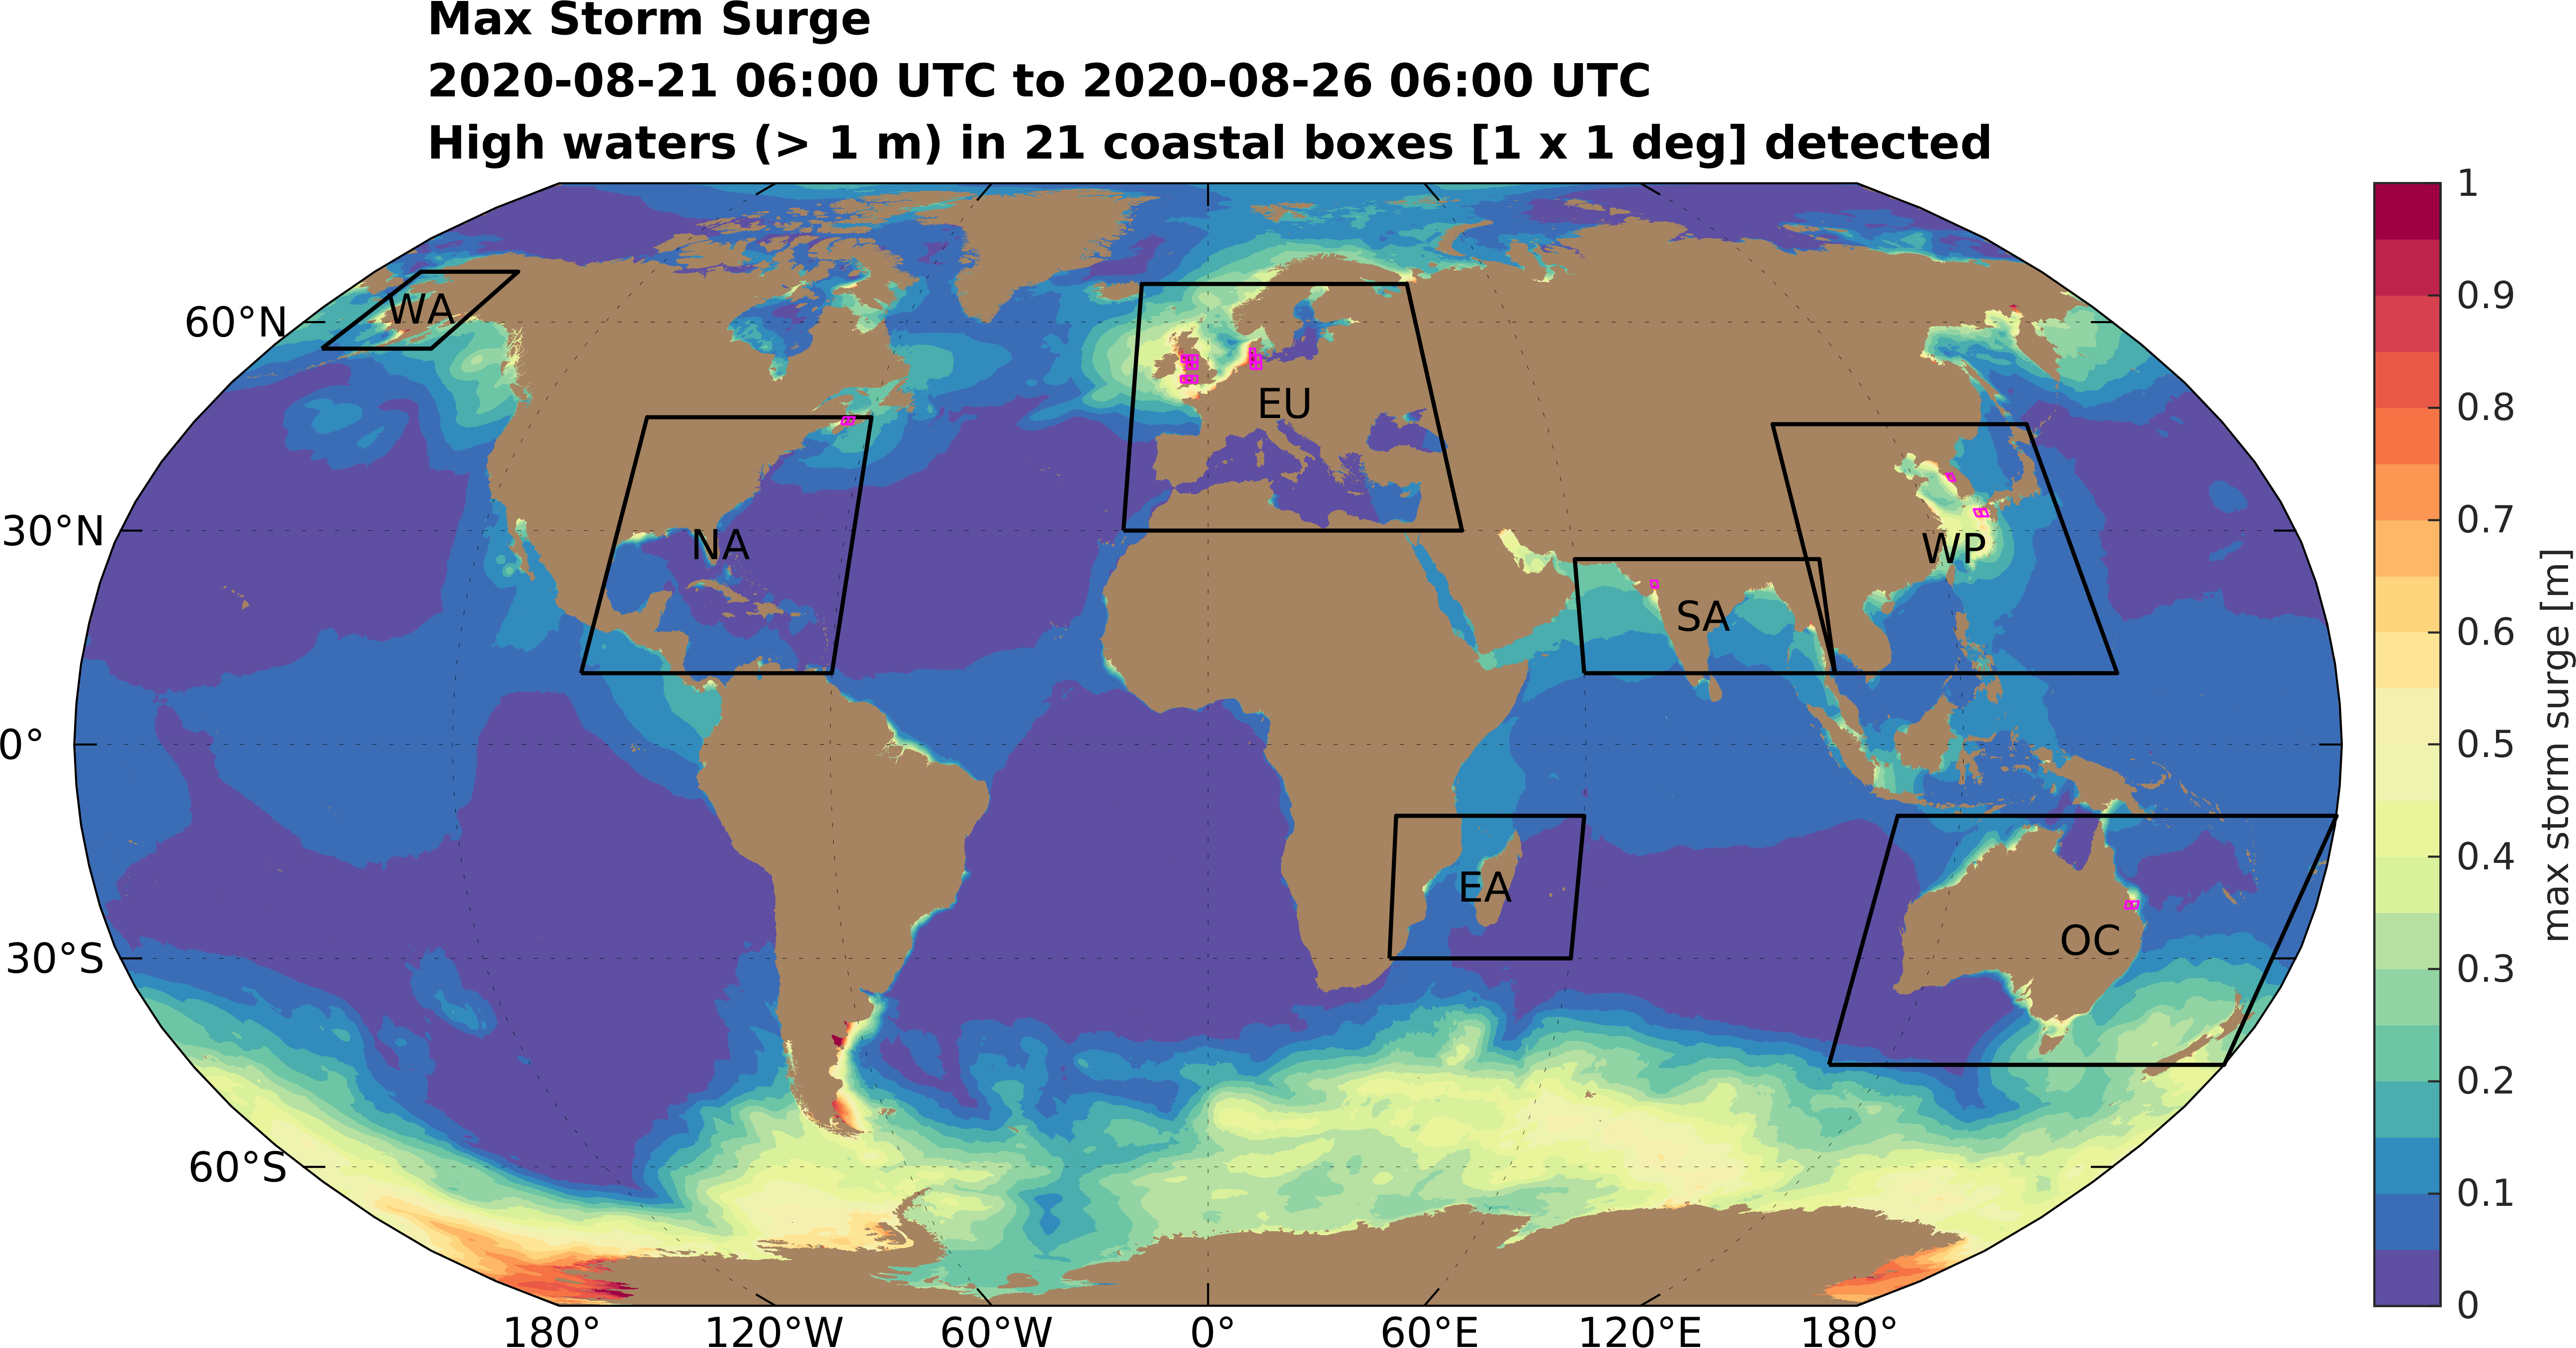 Max Storm Surge
2020-08-21 06:00 UTC to 2020-08-26 06:00 UTC
High waters (> 1 m) in 21 coastal boxes [1 x 1 deg] detected
60°N
30°N
0°
30°S
60°S
WA
NA
EU
SA
WP
EA
OC
180°
120°W
60°W
0°
60°E
120°E
180°
1
0.9
0.8
0.7
0.6
0.5
0.4
0.3
0.2
0.1
0
max storm surge [m]